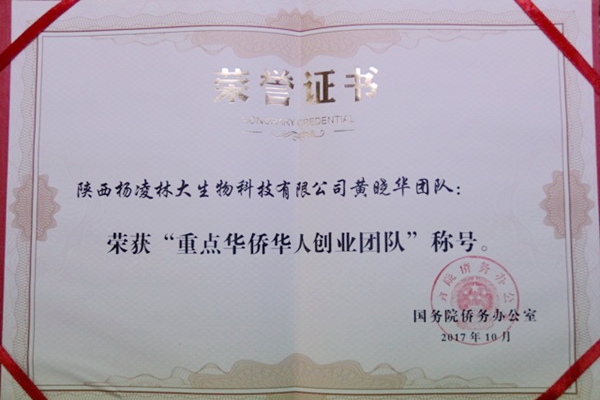 荣誉证书
HONORARY CREDENTIAL
陕西杨凌林大生物科技有限公司黄晓华团队：
荣获“重点华侨华人创业团队”称号。
国务院侨务办公室
2017年10月